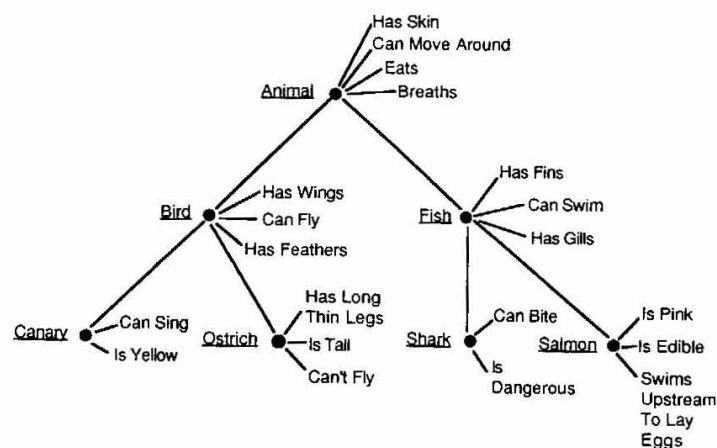 Has Skin
Can Move Around
Eats
Animal
Breaths
Has Wings
Bird
Can Fly
Has Feathers
Has Fins
Can Swim
Fish
Has Gills
Can Sing
Canary
Is Yellow
Has Long
Thin Legs
Ostrich
Is Tall
Can't Fly
Can Bite
Shark
Is
Dangerous
Is Pink
Salmon
Is Edible
Swims
Upstream
To Lay
Eggs